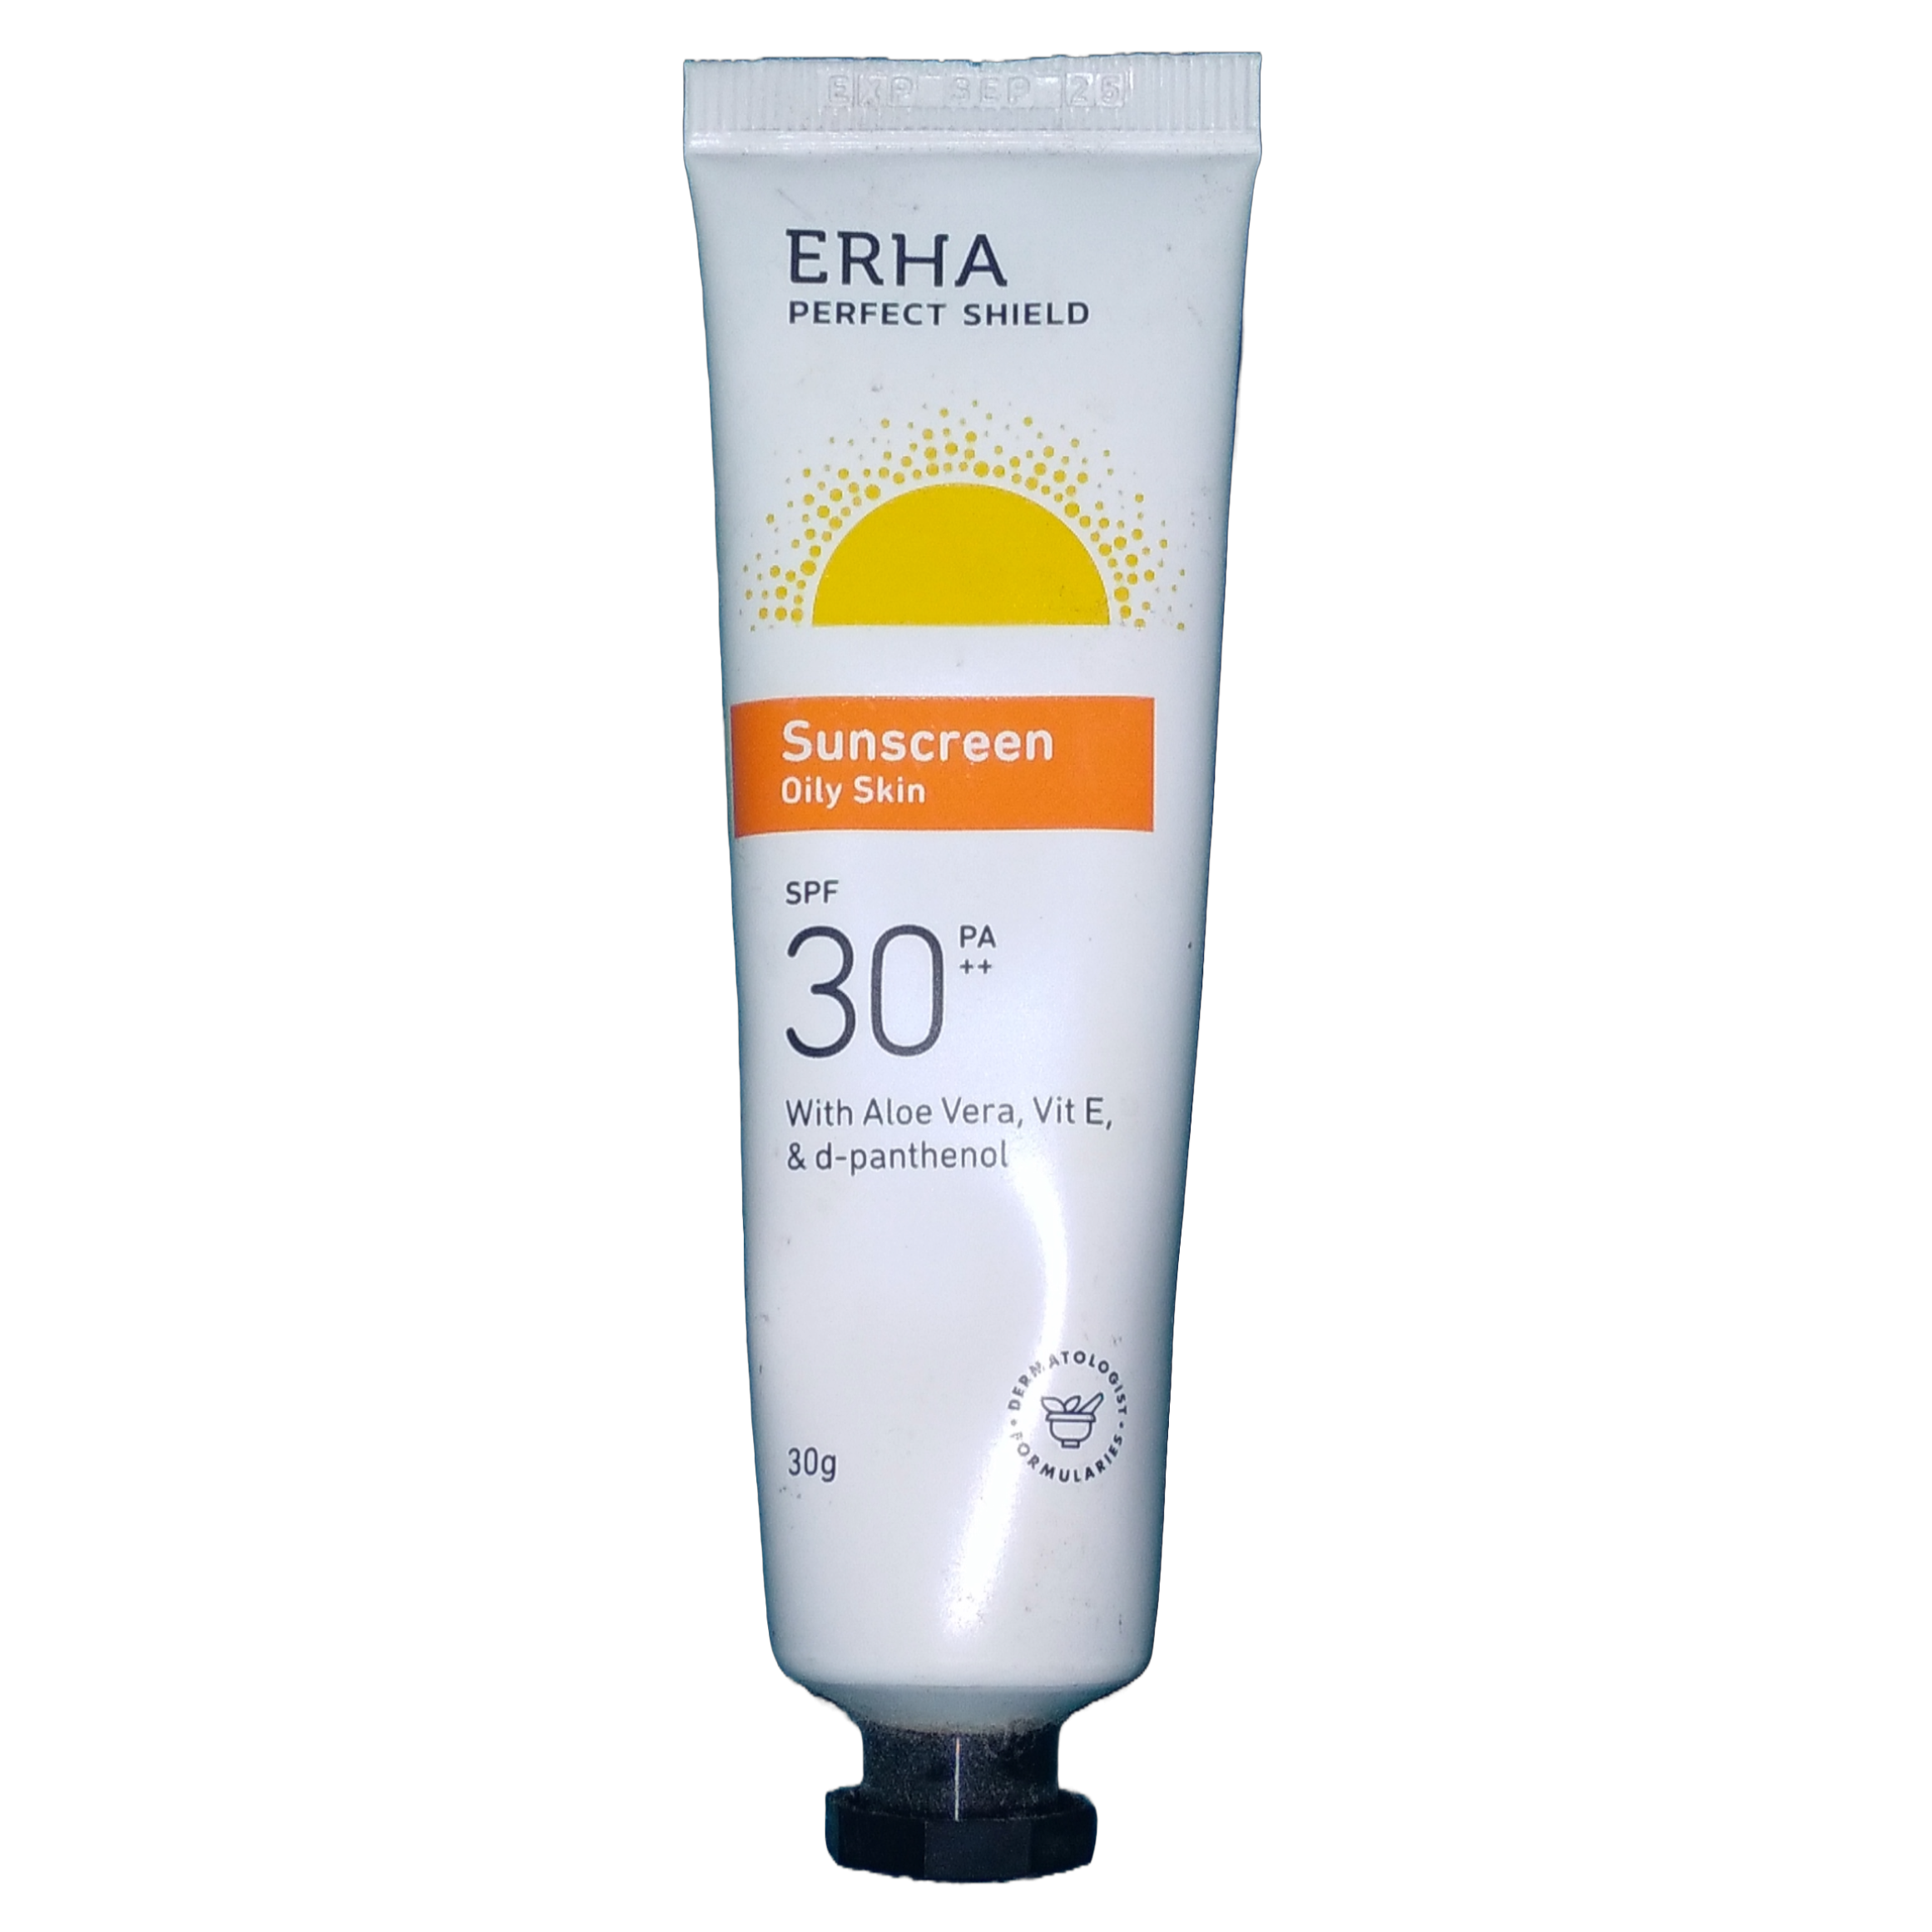 EXP SEP 25
ERHA
PERFECT SHIELD
Sunscreen
Oily Skin
SPF
30
PA
++
With Aloe Vera, Vit E,
& d-panthenol
DERMATOLOGIST
FORMULARIES
30g